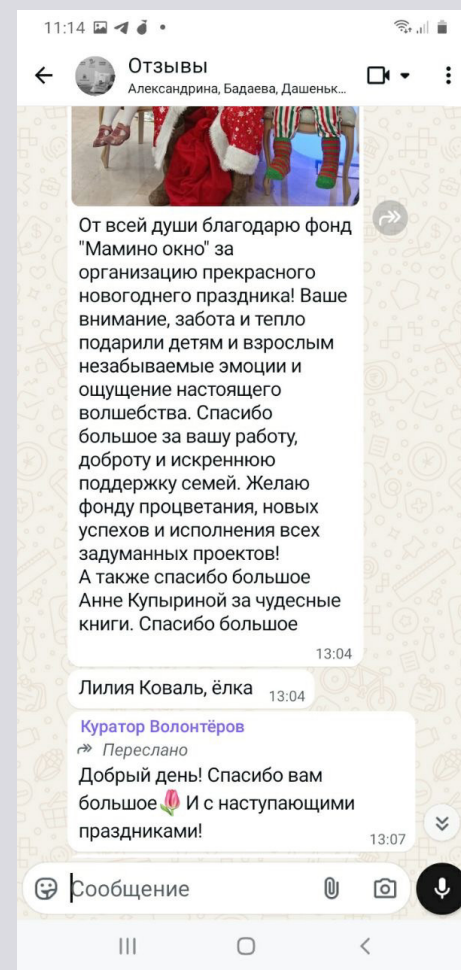 11:14
Отзывы
Александрина, Бадаева, Дашеньк...
От всей души благодарю фонд
"Мамино окно" за
организацию прекрасного
новогоднего праздника! Ваше
внимание, забота и тепло
подарили детям и взрослым
незабываемые эмоции и
ощущение настоящего
волшебства. Спасибо
большое за вашу работу,
доброту и искреннюю
поддержку семей. Желаю
фонду процветания, новых
успехов и исполнения всех
задуманных проектов!
А также спасибо большое
Анне Купыриной за чудесные
книги. Спасибо большое
13:04
Лилия Коваль, ёлка 13:04
Куратор Волонтёров
Переслано
Добрый день! Спасибо вам
большое🌷 И с наступающими
праздниками!
13:07
Сообщение